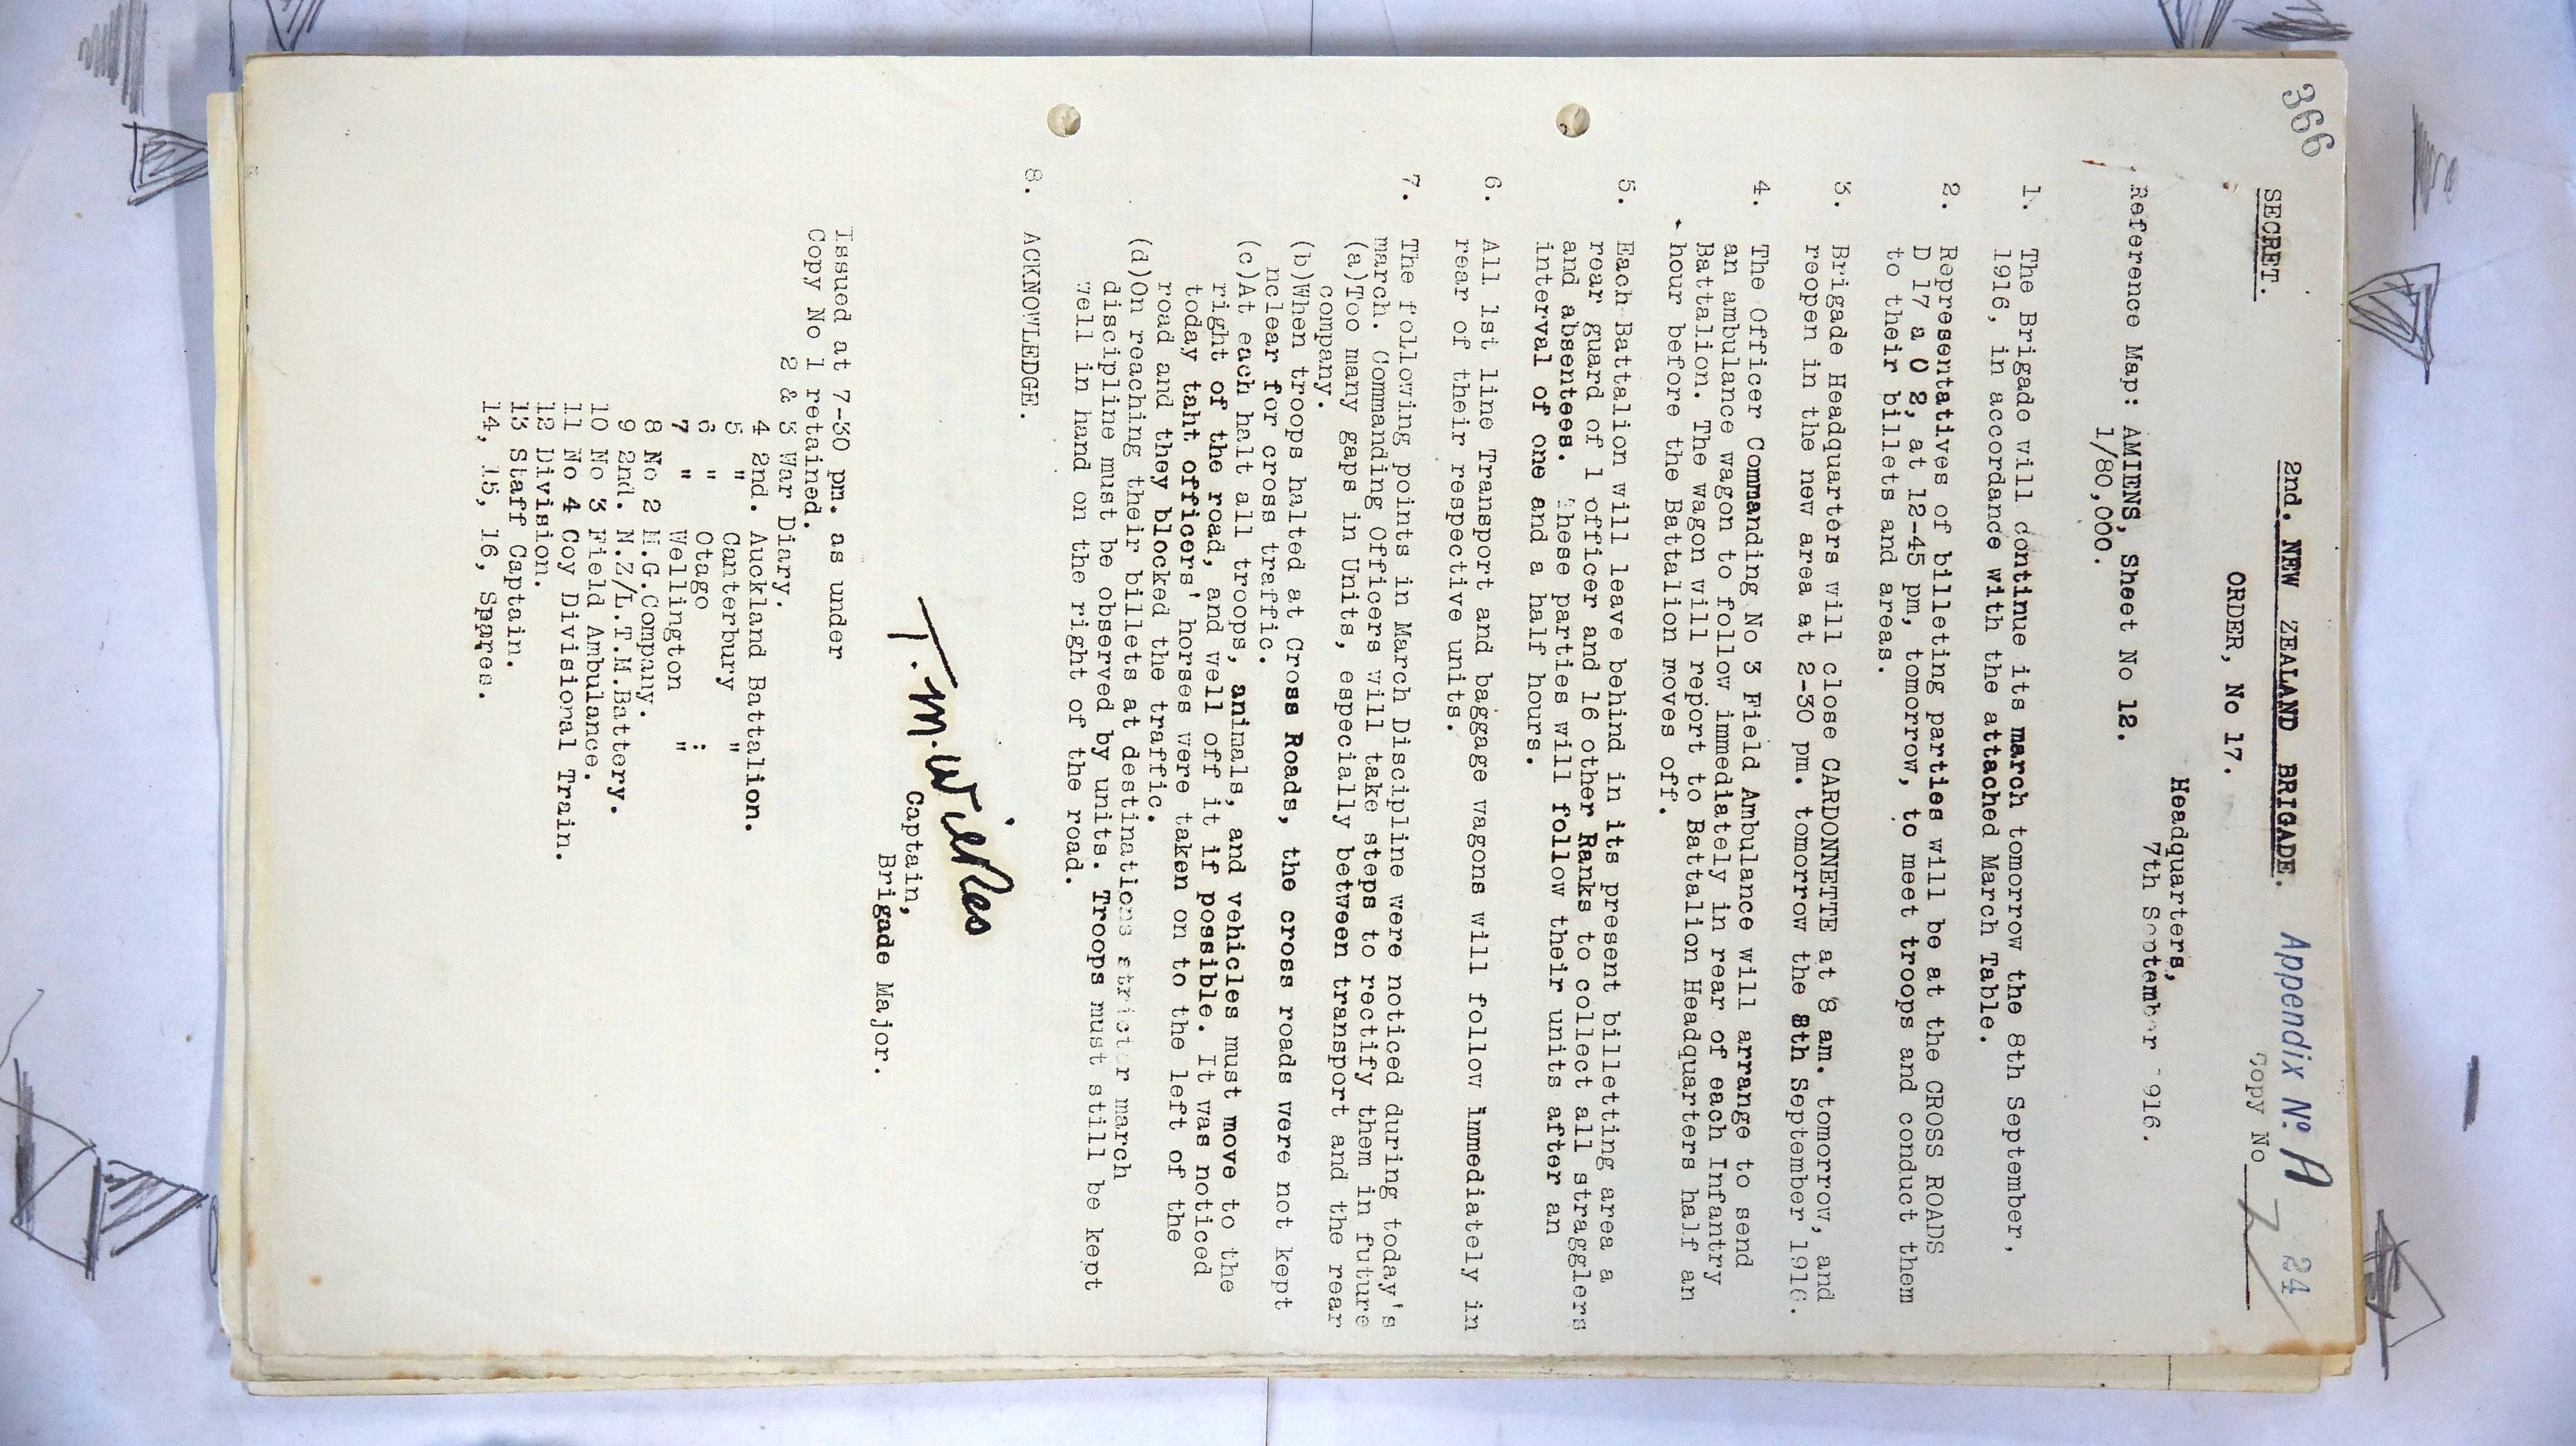 366
Appendix No. A 24
SECRET.
2nd. NEW ZEALAND BRIGADE.
Copy No
ORDER, No 17.
Headquarters,
7th September 916.
Reference Map: AMIENS, Sheet No 12.
1/80,000.
1. The Brigade will continue its march tomorrow the 8th September,
1916, in accordance with the attached March Table.
2. Representatives of billeting parties will be at the CROSS ROADS
D 17 a 0 2, at 12-45 pm, tomorrow, to meet troops and conduct them
to their billets and areas.
3. Brigade Headquarters will close CARDONNETTE at 8 am. tomorrow, and
reopen in the new area at 2-30 pm. tomorrow the 8th September 1916.
4. The Officer Commanding No 3 Field Ambulance will arrange to send
an ambulance wagon to follow immediately in rear of each Infantry
Battalion. The wagon will report to Battalion Headquarters half an
hour before the Battalion moves off.
5. Each Battalion will leave behind in its present billetting area a
rear guard of 1 officer and 16 other Ranks to collect all stragglers
and absentees. These parties will follow their units after an
interval of one and a half hours.
6. All 1st line Transport and baggage wagons will follow immediately in
rear of their respective units.
7. The following points in March Discipline were noticed during today's
march. Commanding Officers will take steps to rectify them in future
(a)Too many gaps in Units, especially between transport and the rear
company.
(b)When troops halted at Cross Roads, the cross roads were not kept
nclear for cross traffic.
(c)At each halt all troops, animals, and vehicles must move to the
right of the road, and well off it if possible. It was noticed
today taht officers' horses were taken on to the left of the
road and they blocked the traffic.
(d)On reaching their billets at destinations stricter march
discipline must be observed by units. Troops must still be kept
well in hand on the right of the road.
8. ACKNOWLEDGE.
T.M. Wilkes
Captain,
Brigade Major.
Issued at 7-30 pm. as under
Copy No 1 retained.
2 & 3 War Diary.
4 2nd. Auckland Battalion.
5 " Canterbury "
6 " Otago :
7 " Wellington "
8 No 2 M.G.Company.
9 2nd. N.Z/L.T.M.Battery.
10 No 3 Field Ambulance.
11 No 4 Coy Divisional Train.
12 Division.
13 Staff Captain.
14, 15, 16, Spares.